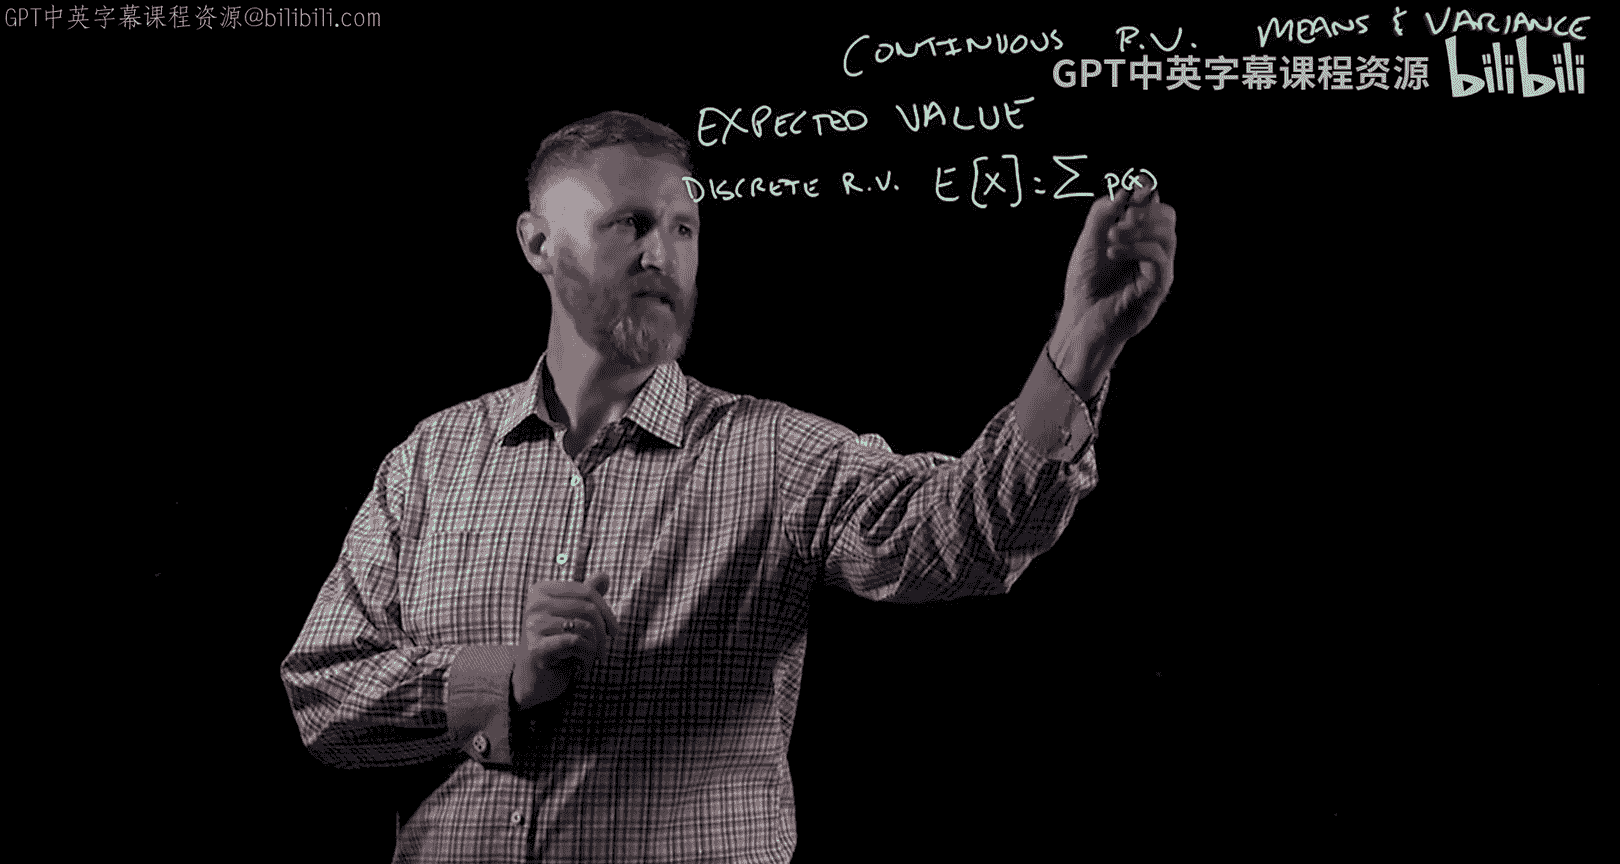 GPT中英字幕课程资源@bilibili.com
CONTINUOUS R.V. MEANS & VARIANCE
GPT中英字幕课程资源 bilibili
EXPECTED VALUE
DISCRETE R.V. E[X]=∑ p(x)